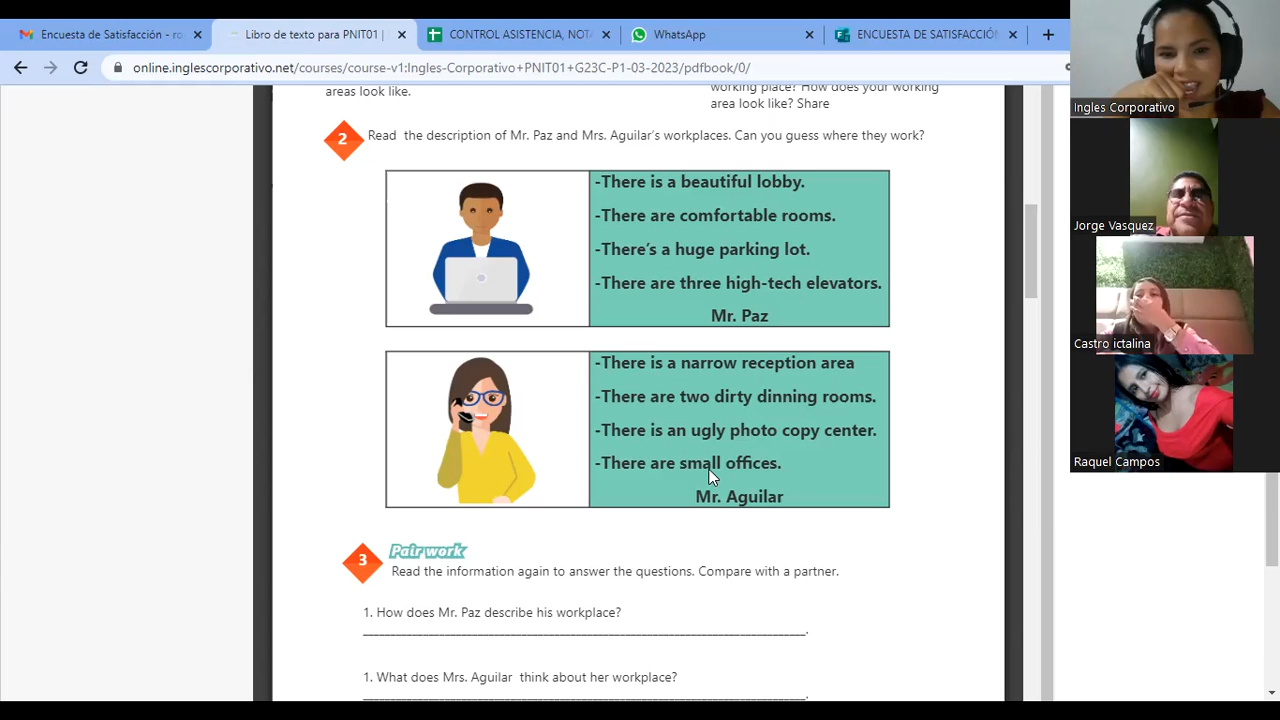 Encuesta de Satisfacción - ro
Libro de texto para PNIT01 |
CONTROL ASISTENCIA, NOTA
WhatsApp
ENCUESTA DE SATISFACCIÓN
online.inglescorporativo.net/courses/course-v1:Ingles-Corporativo+PNIT01+G23C-P1-03-2023/pdfbook/0/
areas look like.
working place? How does your working
area look like? Share
2
Read the description of Mr. Paz and Mrs. Aguilar's workplaces. Can you guess where they work?
-There is a beautiful lobby.
-There are comfortable rooms.
-There's a huge parking lot.
-There are three high-tech elevators.
Mr. Paz
-There is a narrow reception area
-There are two dirty dinning rooms.
-There is an ugly photo copy center.
-There are small offices.
Mr. Aguilar
3
Pair work
Read the information again to answer the questions. Compare with a partner.
1. How does Mr. Paz describe his workplace?
1. What does Mrs. Aguilar think about her workplace?
Ingles Corporativo
Jorge Vasquez
Castro ictalina
Raquel Campos